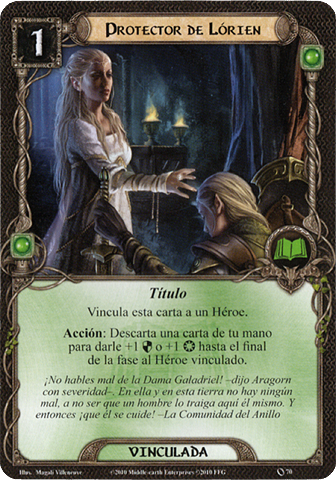 1
PROTECTOR DE LÓRIEN
Título
Vincula esta carta a un Héroe.
Acción: Descarta una carta de tu mano
para darle +1 o +1 hasta el final
de la fase al Héroe vinculado.
¡No hables mal de la Dama Galadriel! –dijo Aragorn
con severidad–. En ella y en esta tierra no hay ningún
mal, a no ser que un hombre lo traiga aquí él mismo. Y
entonces ¡que él se cuide! –La Comunidad del Anillo
VINCULADA
Illus. Magali Villeneuve ©2010 Middle-earth Enterprises ©2010 FFG 70